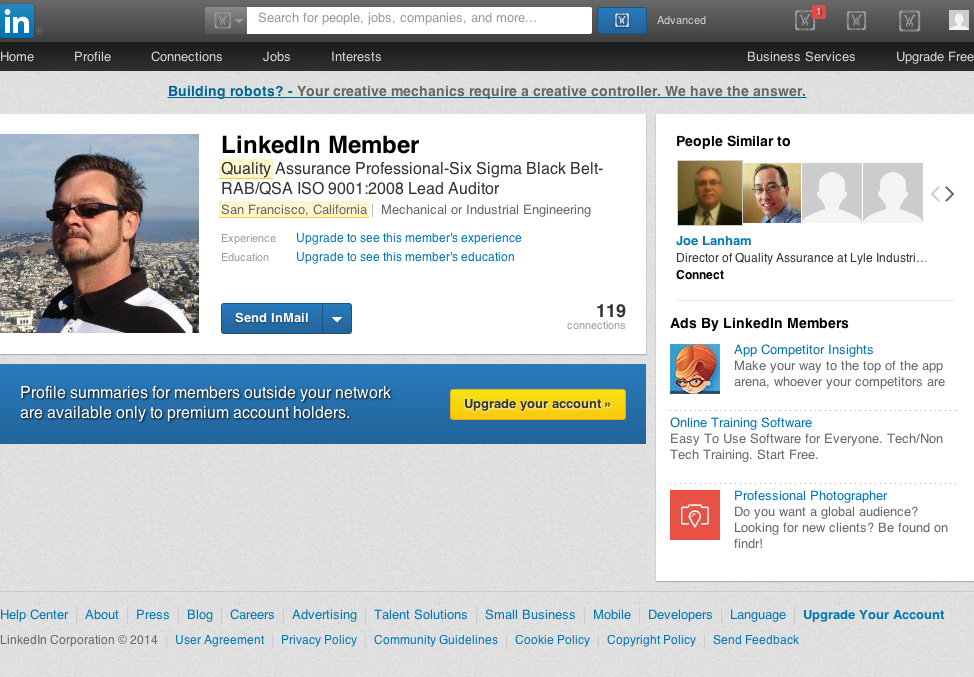 in
Search for people, jobs, companies, and more...
Advanced
1
Home Profile Connections Jobs Interests Business Services Upgrade Free
Building robots? - Your creative mechanics require a creative controller. We have the answer.
LinkedIn Member
Quality Assurance Professional-Six Sigma Black Belt-
RAB/QSA ISO 9001:2008 Lead Auditor
San Francisco, California | Mechanical or Industrial Engineering
Experience Upgrade to see this member's experience
Education Upgrade to see this member's education
Send InMail
119
connections
Profile summaries for members outside your network
are available only to premium account holders.
Upgrade your account »
People Similar to
Joe Lanham
Director of Quality Assurance at Lyle Industri…
Connect
Ads By LinkedIn Members
App Competitor Insights
Make your way to the top of the app
arena, whoever your competitors are
Online Training Software
Easy To Use Software for Everyone. Tech/Non
Tech Training. Start Free.
Professional Photographer
Do you want a global audience?
Looking for new clients? Be found on
findr!
Help Center | About | Press | Blog | Careers | Advertising | Talent Solutions | Small Business | Mobile | Developers | Language | Upgrade Your Account
LinkedIn Corporation © 2014 | User Agreement | Privacy Policy | Community Guidelines | Cookie Policy | Copyright Policy | Send Feedback